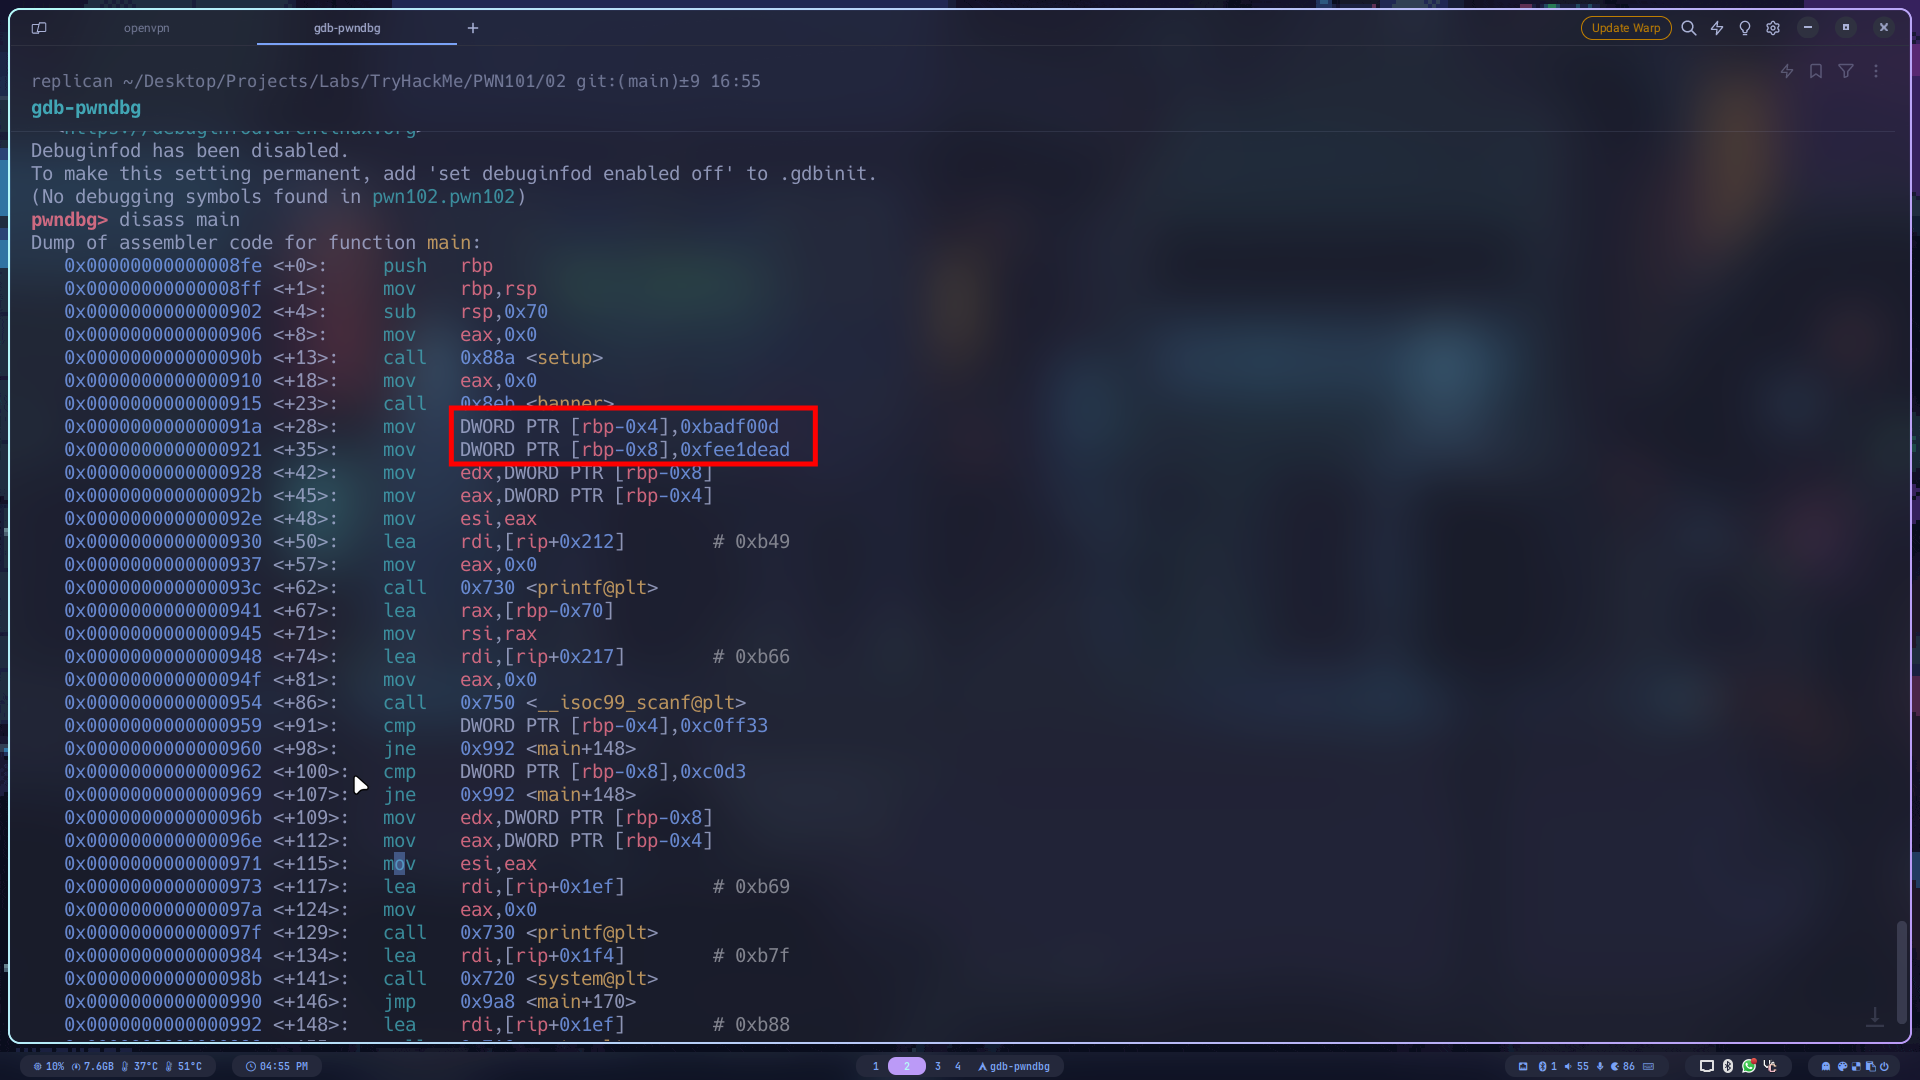 openvpn
gdb-pwndbg
+
Update Warp
replican ~/Desktop/Projects/Labs/TryHackMe/PWN101/02 git:(main)±9 16:55
gdb-pwndbg
<https://debuginfod.archlinux.org>
Debuginfod has been disabled.
To make this setting permanent, add 'set debuginfod enabled off' to .gdbinit.
(No debugging symbols found in pwn102.pwn102)
pwndbg> disass main
Dump of assembler code for function main:
0x00000000000008fe <+0>: push rbp
0x00000000000008ff <+1>: mov rbp,rsp
0x0000000000000902 <+4>: sub rsp,0x70
0x0000000000000906 <+8>: mov eax,0x0
0x000000000000090b <+13>: call 0x88a <setup>
0x0000000000000910 <+18>: mov eax,0x0
0x0000000000000915 <+23>: call 0x8eb <banner>
0x000000000000091a <+28>: mov DWORD PTR [rbp-0x4],0xbadf00d
0x0000000000000921 <+35>: mov DWORD PTR [rbp-0x8],0xfee1dead
0x0000000000000928 <+42>: mov edx,DWORD PTR [rbp-0x8]
0x000000000000092b <+45>: mov eax,DWORD PTR [rbp-0x4]
0x000000000000092e <+48>: mov esi,eax
0x0000000000000930 <+50>: lea rdi,[rip+0x212] # 0xb49
0x0000000000000937 <+57>: mov eax,0x0
0x000000000000093c <+62>: call 0x730 <printf@plt>
0x0000000000000941 <+67>: lea rax,[rbp-0x70]
0x0000000000000945 <+71>: mov rsi,rax
0x0000000000000948 <+74>: lea rdi,[rip+0x217] # 0xb66
0x000000000000094f <+81>: mov eax,0x0
0x0000000000000954 <+86>: call 0x750 <__isoc99_scanf@plt>
0x0000000000000959 <+91>: cmp DWORD PTR [rbp-0x4],0xc0ff33
0x0000000000000960 <+98>: jne 0x992 <main+148>
0x0000000000000962 <+100>: cmp DWORD PTR [rbp-0x8],0xc0d3
0x0000000000000969 <+107>: jne 0x992 <main+148>
0x000000000000096b <+109>: mov edx,DWORD PTR [rbp-0x8]
0x000000000000096e <+112>: mov eax,DWORD PTR [rbp-0x4]
0x0000000000000971 <+115>: mov esi,eax
0x0000000000000973 <+117>: lea rdi,[rip+0x1ef] # 0xb69
0x000000000000097a <+124>: mov eax,0x0
0x000000000000097f <+129>: call 0x730 <printf@plt>
0x0000000000000984 <+134>: lea rdi,[rip+0x1f4] # 0xb7f
0x000000000000098b <+141>: call 0x720 <system@plt>
0x0000000000000990 <+146>: jmp 0x9a8 <main+170>
0x0000000000000992 <+148>: lea rdi,[rip+0x1ef] # 0xb88
10% 7.6GB 37°C 51°C
04:55 PM
1 2 3 4 gdb-pwndbg
1 55 86